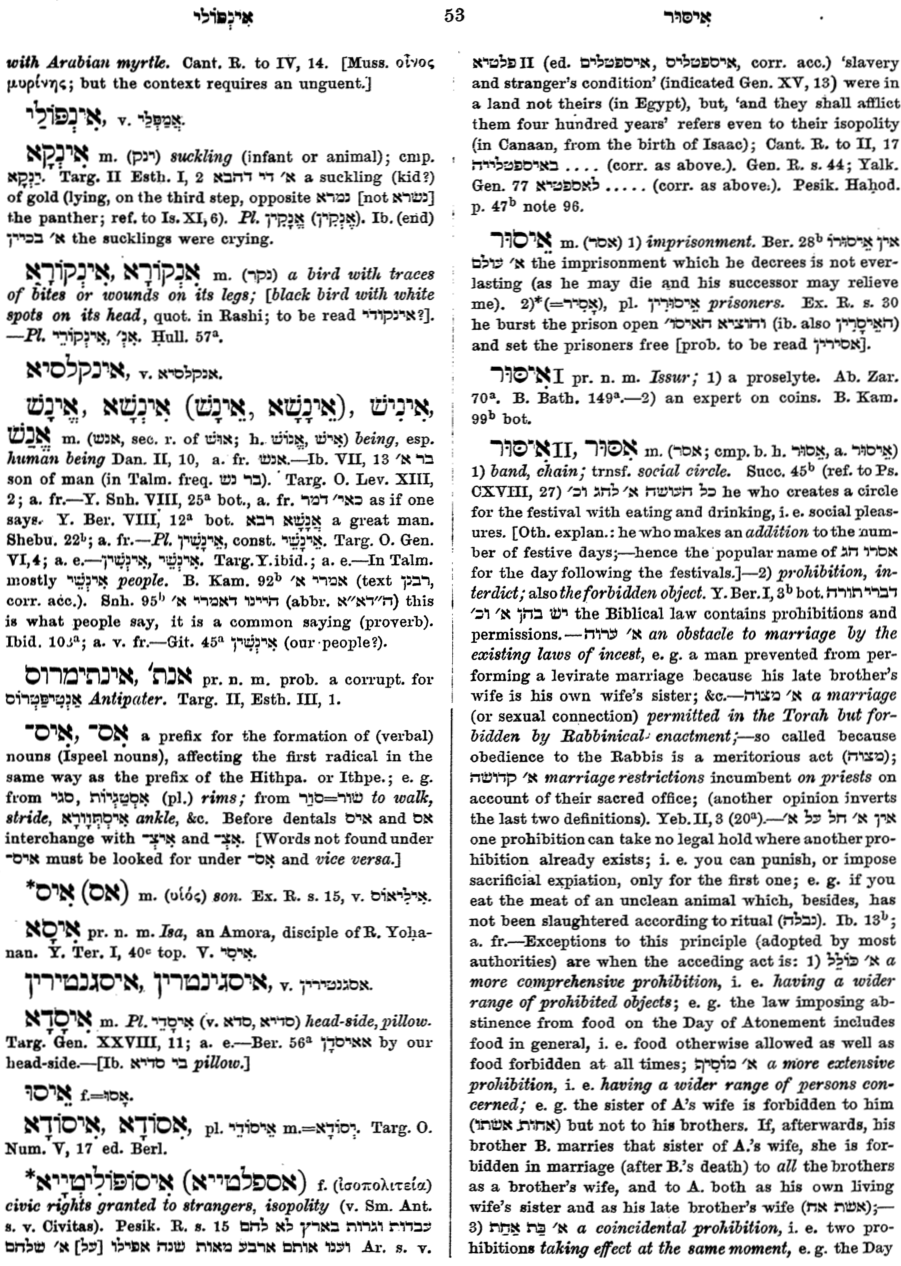 אִינְפּוֹלִי 53 אִיסּוּר
with Arabian myrtle. Cant. R. to IV, 14. [Muss. οἶνος
μυρίνης; but the context requires an unguent.]
אִינְפּוֹלַי, v. אֲמַפְּלֵי.
אִינְקָא m. (ינק) suckling (infant or animal); cmp.
יַנְקָא. Targ. II Esth. I, 2 א׳ די דהבא a suckling (kid?)
of gold (lying, on the third step, opposite נמרא [not נשרא]
the panther; ref. to Is. XI, 6). Pl. אֶנְקִין (אֶנְקַיִן). Ib. (end)
א׳ בכיין the sucklings were crying.
אַנְקוֹרָא, אִינְקוֹרָאָ m. (נקר) a bird with traces
of bites or wounds on its legs; [black bird with white
spots on its head, quot. in Rashi; to be read אינקודי?].
—Pl. אִינְקוֹרֵי, אַנְ׳. Ḥull. 57ᵃ.
אינקלסיא, v. אנקלסיא.
אִינִישׁ, אִינְשָׁא (אֵינָשָׁא, אֵינָשׁ), אֱינָשׁ,
אֱנַשׁ m. (אנש, sec. r. of אוש; h. אֱנוֹשׁ, אִישׁ) being, esp.
human being Dan. II, 10, a. fr. אנש.—Ib. VII, 13 בר א׳
son of man (in Talm. freq. בר נש). Targ. O. Lev. XIII,
2; a. fr.—Y. Snh. VIII, 25ᵃ bot., a. fr. כאי׳ דמר as if one
says. Y. Ber. VIII, 12ᵃ bot. אֲנָשָׁא רבא a great man.
Shebu. 22ᵇ; a. fr.—Pl. אֵינָשִׁין, const. אֵינָשֵׁי. Targ. O. Gen.
VI, 4; a. e.—אִינְשִׁין, אִינְשֵׁי. Targ. Y. ibid.; a. e.—In Talm.
mostly אִינְשֵׁי people. B. Kam. 92ᵇ אמרי א׳ (text רבנן,
corr. acc.). Snh. 95ᵇ היינו דאמרי א׳ (abbr. ה״דא״א) this
is what people say, it is a common saying (proverb).
Ibid. 103ᵃ; a. v. fr.—Git. 45ᵃ אִינְשִׁין (our people?).
אינתימרוס, אנת׳ pr. n. m. prob. a corrupt. for
אַנְטִיפַּטְרוֹס Antipater. Targ. II, Esth. III, 1.
אִיס־, אִס־ a prefix for the formation of (verbal)
nouns (Ispeel nouns), affecting the first radical in the
same way as the prefix of the Hithpa. or Ithpe.; e. g.
from סגי, אִסְטַגְיוֹת (pl.) rims; from שור=סור to walk,
stride, אִיסְתְּוִוירָא ankle, &c. Before dentals איס and אס
interchange with אִיצְ־ and אִצְ־. [Words not found under
איס־ must be looked for under אס־ and vice versa.]
*אִיס (אס) m. (υἱός) son. Ex. R. s. 15, v. אִילִיאוֹס.
אִיסָא pr. n. m. Isa, an Amora, disciple of R. Yoḥa-
nan. Y. Ter. I, 40ᶜ top. V. אִיסִי.
איסגינטרין, איסגנטירין, v. אסגנטירין.
אִיסָדָא m. Pl. אִיסָדֵי (v. סדא, סדיא) head-side, pillow.
Targ. Gen. XXVIII, 11; a. e.—Ber. 56ᵃ אאיסדן by our
head-side.—[Ib. בי סדיא pillow.]
אִיסוּ f.=אָסוּ.
אִיסוֹדָא, אִסוֹדָא, pl. אִיסוֹדֵי m.=יְסוֹדָא. Targ. O.
Num. V, 17 ed. Berl.
*אִיסוֹפּוֹלִיטֵיָיא (אספלטייא) f. (ἰσοπολιτεία)
civic rights granted to strangers, isopolity (v. Sm. Ant.
s. v. Civitas). Pesik. R. s. 15 עבדות וגרות בארץ לא להם
וענו אותם ארבע מאות שנה אפילו [על] א׳ שלהם Ar. s. v.
פלטיא II (ed. איספטלים, איספטליס, corr. acc.) ‘slavery
and stranger’s condition’ (indicated Gen. XV, 13) were in
a land not theirs (in Egypt), but, ‘and they shall afflict
them four hundred years’ refers even to their isopolity
(in Canaan, from the birth of Isaac); Cant. R. to II, 17
באיספטלייה .... (corr. as above.). Gen. R. s. 44; Yalk.
Gen. 77 לאספטיא ..... (corr. as above.). Pesik. Haḥod.
p. 47ᵇ note 96.
אִיסּוּר m. (אסר) 1) imprisonment. Ber. 28ᵇ אין אִיסּוּרוֹ
א׳ עולם the imprisonment which he decrees is not ever-
lasting (as he may die and his successor may relieve
me). 2)*(=אָסִיר), pl. אִיסּוּרִין prisoners. Ex. R. s. 30
he burst the prison open והוציא האיסו׳ (ib. also הָאִיסָרִין)
and set the prisoners free [prob. to be read אסירין].
אִיסּוּר I pr. n. m. Issur; 1) a proselyte. Ab. Zar.
70ᵃ. B. Bath. 149ᵃ.—2) an expert on coins. B. Kam.
99ᵇ bot.
אִיסּוּר II, אִסּוּר m. (אסר; cmp. b. h. אֵסוּר, a. אִיסּוּר)
1) band, chain; trnsf. social circle. Succ. 45ᵇ (ref. to Ps.
CXVIII, 27) כל העושה א׳ לחג וכ׳ he who creates a circle
for the festival with eating and drinking, i. e. social pleas-
ures. [Oth. explan.: he who makes an addition to the num-
ber of festive days;—hence the popular name of אסרו חג
for the day following the festivals.]—2) prohibition, in-
terdict; also the forbidden object. Y. Ber. I, 3ᵇ bot. דברי תורה
יש בהן א׳ וכ׳ the Biblical law contains prohibitions and
permissions.—א׳ ערוה an obstacle to marriage by the
existing laws of incest, e. g. a man prevented from per-
forming a levirate marriage because his late brother’s
wife is his own wife’s sister; &c.—א׳ מצוה a marriage
(or sexual connection) permitted in the Torah but for-
bidden by Rabbinical enactment;—so called because
obedience to the Rabbis is a meritorious act (מצוה);
א׳ קדושה marriage restrictions incumbent on priests on
account of their sacred office; (another opinion inverts
the last two definitions). Yeb. II, 3 (20ᵃ).—אין א׳ חל על א׳
one prohibition can take no legal hold where another pro-
hibition already exists; i. e. you can punish, or impose
sacrificial expiation, only for the first one; e. g. if you
eat the meat of an unclean animal which, besides, has
not been slaughtered according to ritual (נבלה). Ib. 13ᵇ;
a. fr.—Exceptions to this principle (adopted by most
authorities) are when the acceding act is: 1) א׳ כּוֹלֵל a
more comprehensive prohibition, i. e. having a wider
range of prohibited objects; e. g. the law imposing ab-
stinence from food on the Day of Atonement includes
food in general, i. e. food otherwise allowed as well as
food forbidden at all times; א׳ מוֹסִיף a more extensive
prohibition, i. e. having a wider range of persons con-
cerned; e. g. the sister of A’s wife is forbidden to him
(אחות אשתו) but not to his brothers. If, afterwards, his
brother B. marries that sister of A.’s wife, she is for-
bidden in marriage (after B.’s death) to all the brothers
as a brother’s wife, and to A. both as his own living
wife’s sister and as his late brother’s wife (אשת אח);—
3) א׳ בַּת אַחַת a coincidental prohibition, i. e. two pro-
hibitions taking effect at the same moment, e. g. the Day